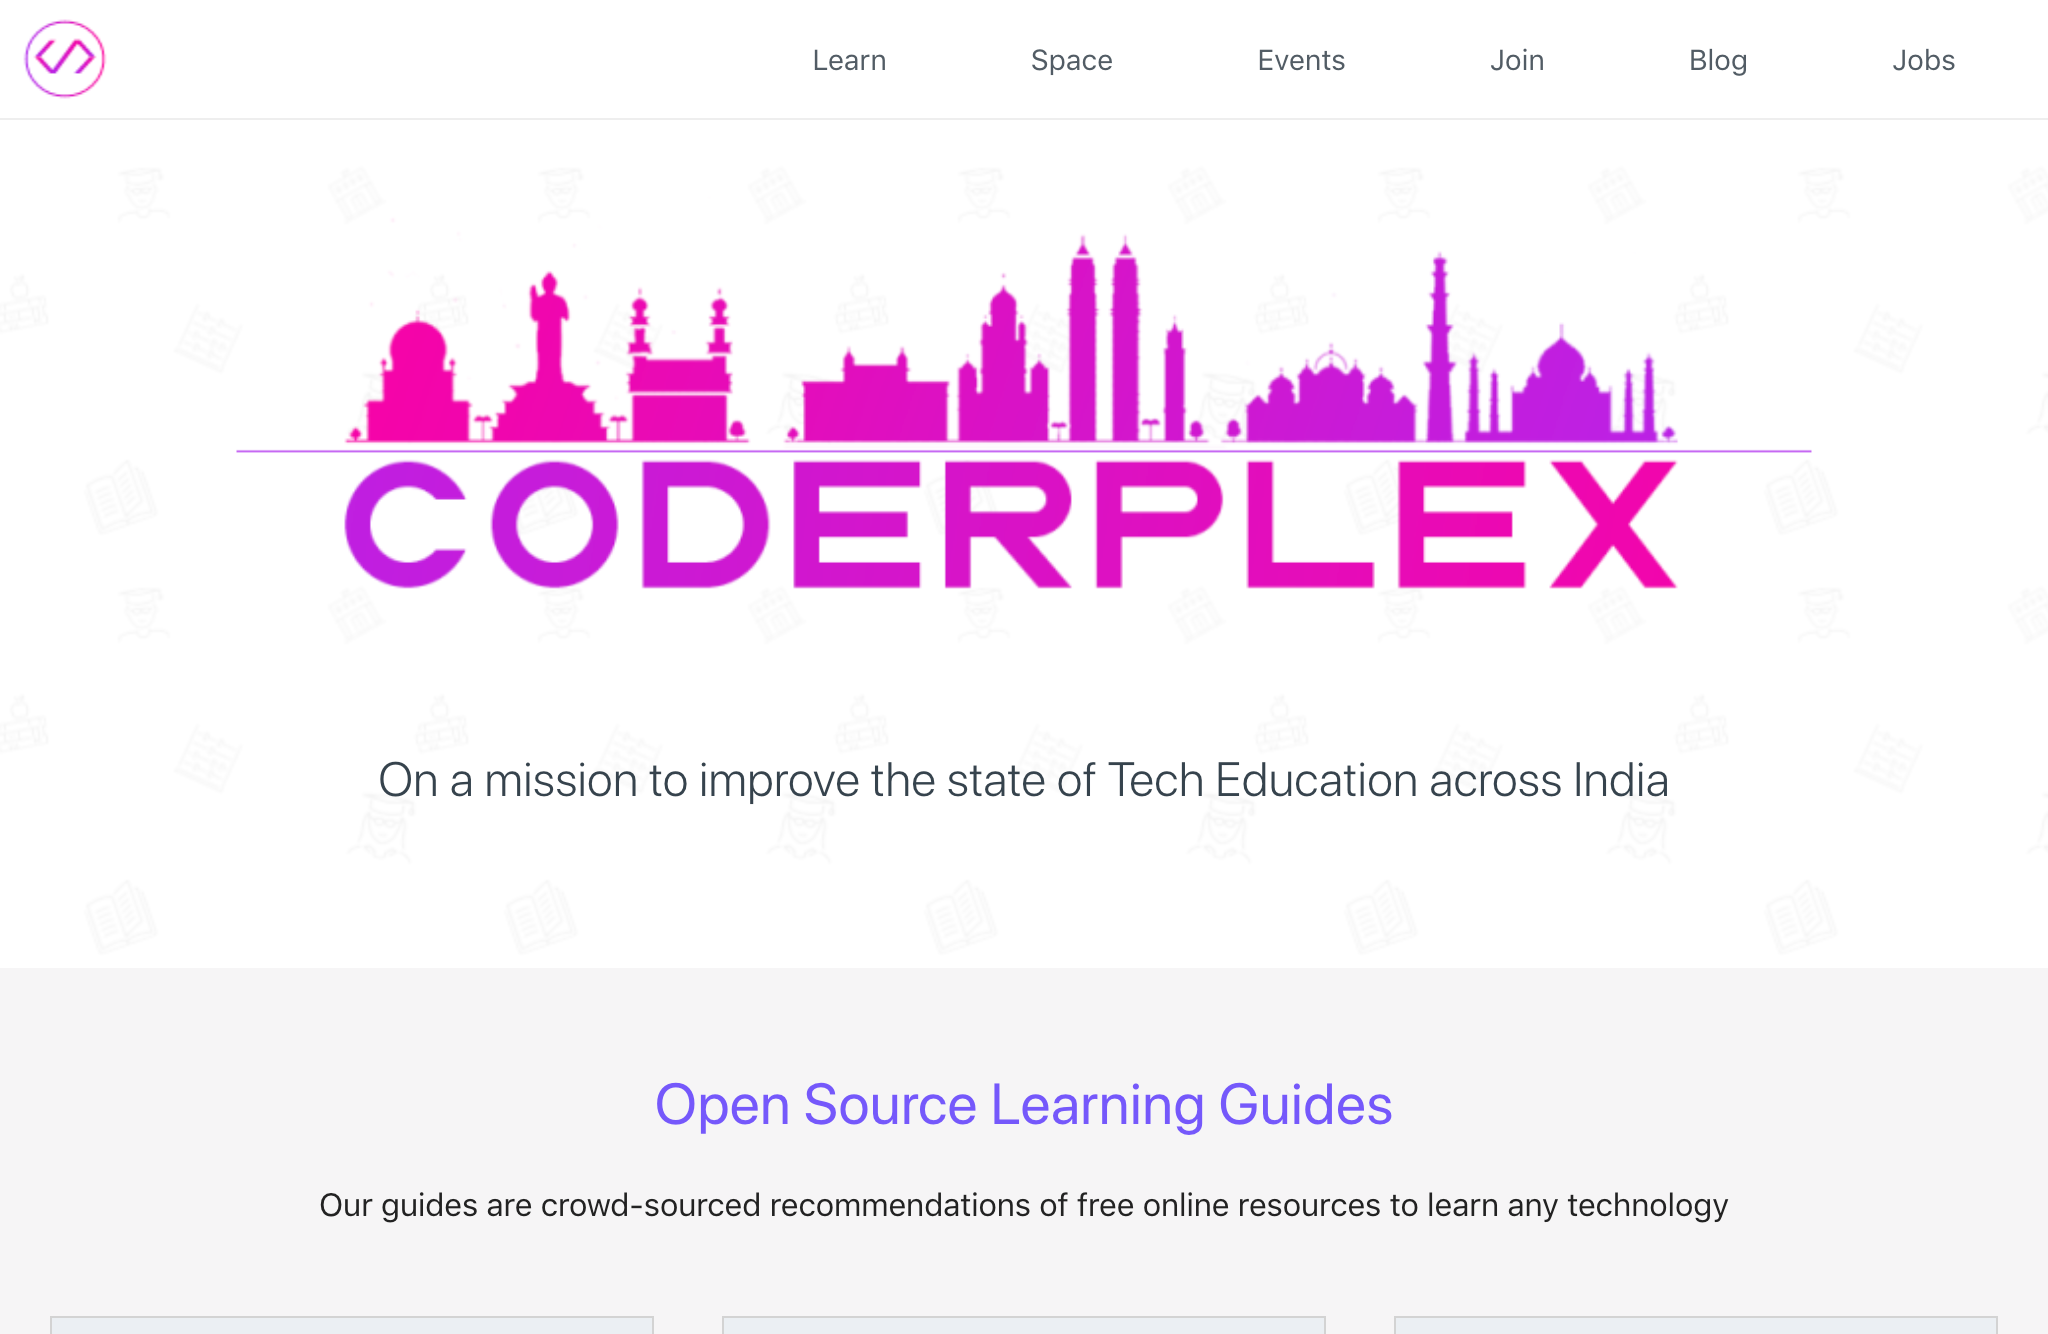 Learn Space Events Join Blog Jobs
CODERPLEX
On a mission to improve the state of Tech Education across India
Open Source Learning Guides
Our guides are crowd-sourced recommendations of free online resources to learn any technology